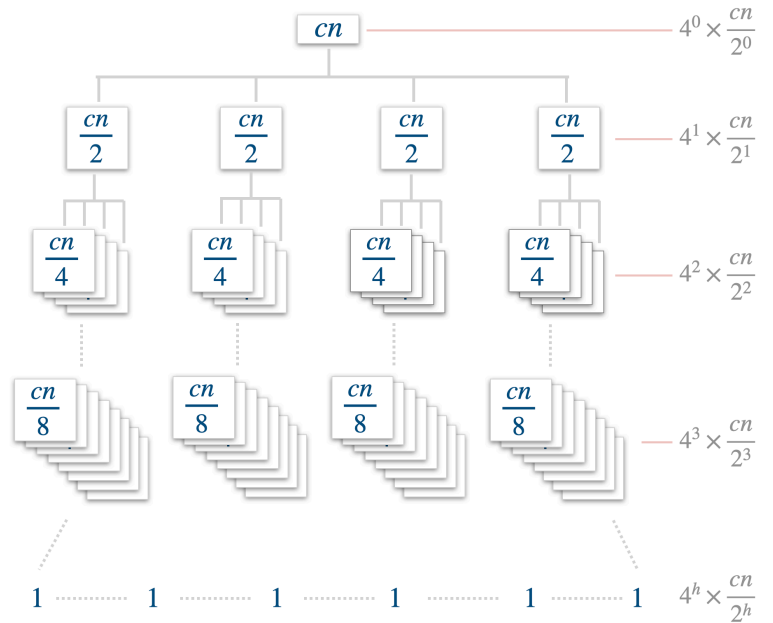 cn 4⁰ × cn/2⁰
cn/2 cn/2 cn/2 cn/2 4¹ × cn/2¹
cn/4 cn/4 cn/4 cn/4 4² × cn/2²
cn/8 cn/8 cn/8 cn/8 4³ × cn/2³
1 1 1 1 1 1 4ʰ × cn/2ʰ